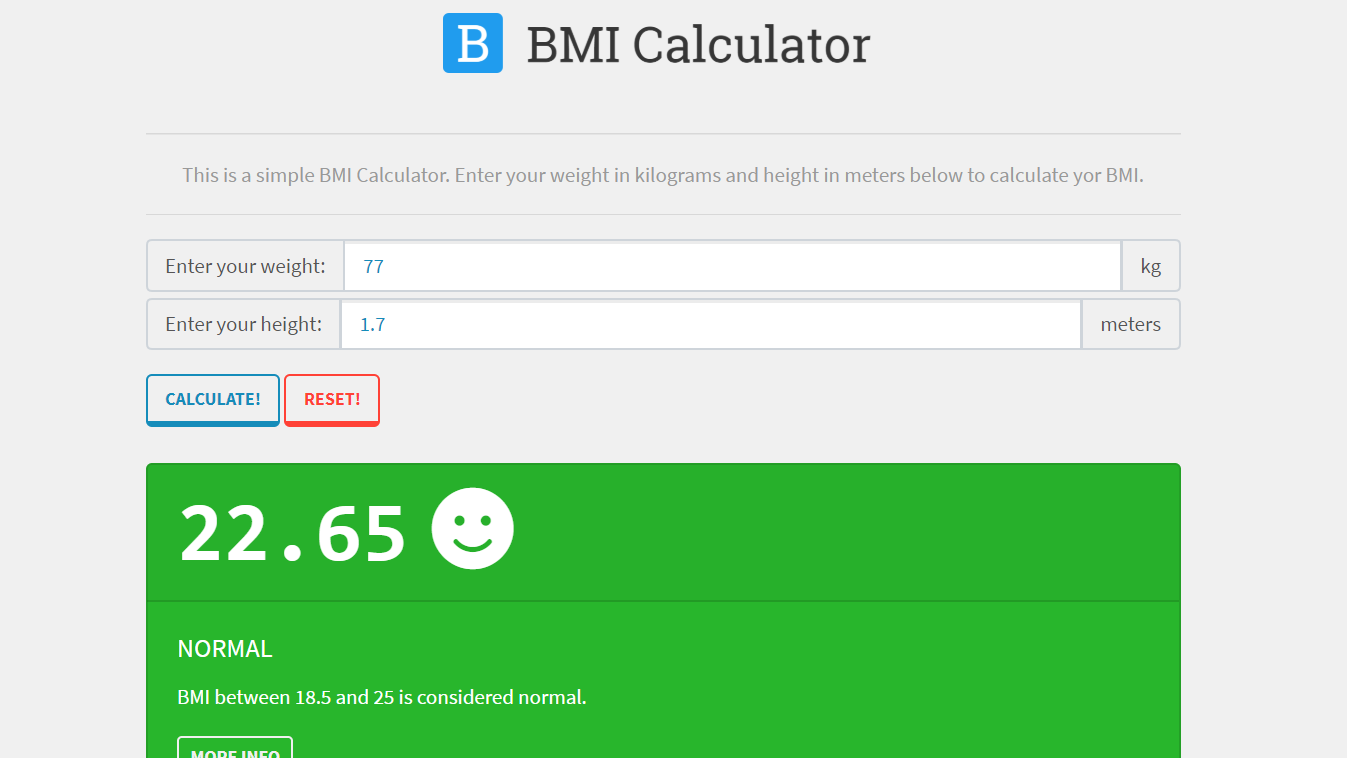 B BMI Calculator
This is a simple BMI Calculator. Enter your weight in kilograms and height in meters below to calculate yor BMI.
Enter your weight: 77 kg
Enter your height: 1.7 meters
CALCULATE! RESET!
22.65
NORMAL
BMI between 18.5 and 25 is considered normal.
MORE INFO